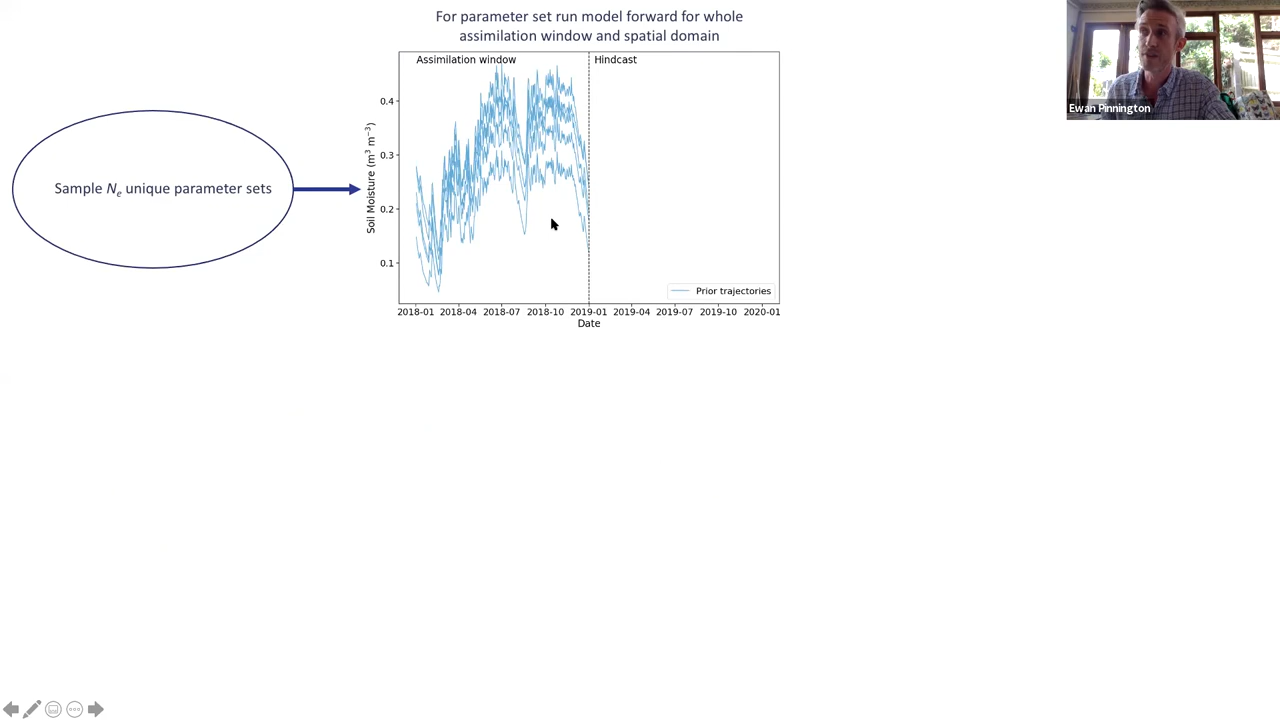 For parameter set run model forward for whole
assimilation window and spatial domain
Assimilation window
Hindcast
Ewan Pinnington
Sample Ne unique parameter sets
Soil Moisture (m³ m⁻³)
0.4
0.3
0.2
0.1
Prior trajectories
2018-01 2018-04 2018-07 2018-10 2019-01 2019-04 2019-07 2019-10 2020-01
Date